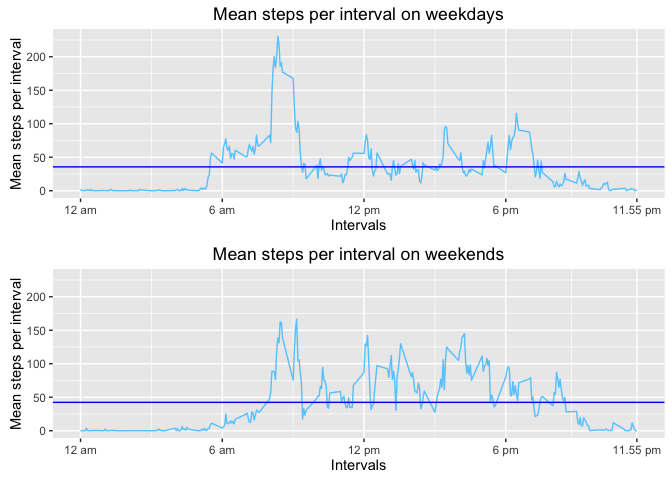 Mean steps per interval on weekdays
Mean steps per interval
200
150
100
50
0
12 am 6 am 12 pm 6 pm 11.55 pm
Intervals
Mean steps per interval on weekends
Mean steps per interval
200
150
100
50
0
12 am 6 am 12 pm 6 pm 11.55 pm
Intervals